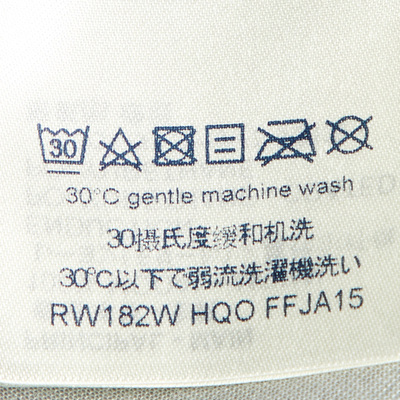 30
30°C gentle machine wash
30摄氏度缓和机洗
30℃以下で弱流洗濯機洗い
RW182W HQO FFJA15